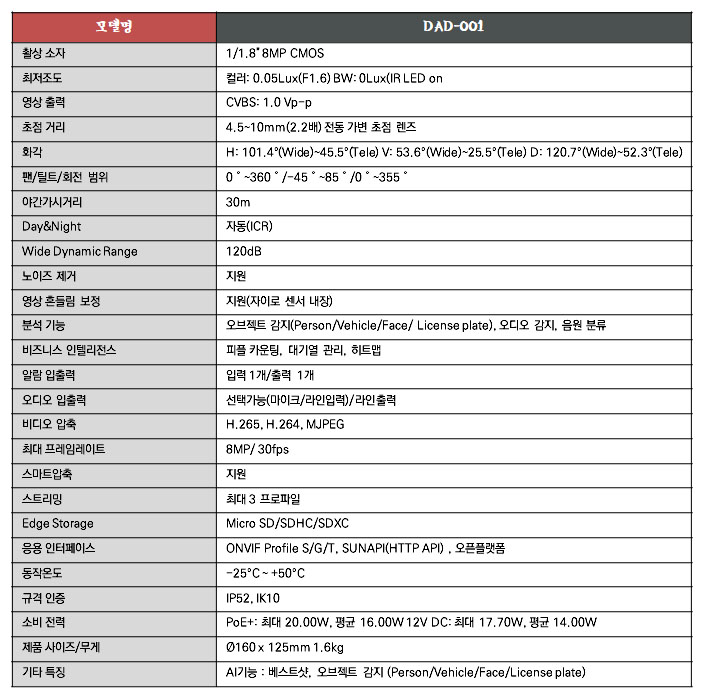 모델명 DAD-001
촬상 소자 1/1.8" 8MP CMOS
최저조도 컬러: 0.05Lux(F1.6) BW: 0Lux(IR LED on
영상 출력 CVBS: 1.0 Vp-p
초점 거리 4.5~10mm(2.2배) 전동 가변 초점 렌즈
화각 H: 101.4°(Wide)~45.5°(Tele) V: 53.6°(Wide)~25.5°(Tele) D: 120.7°(Wide)~52.3°(Tele)
팬/틸트/회전 범위 0˚~360˚/-45˚~85˚/0˚~355˚
야간가시거리 30m
Day&Night 자동(ICR)
Wide Dynamic Range 120dB
노이즈 제거 지원
영상 흔들림 보정 지원(자이로 센서 내장)
분석 기능 오브젝트 감지(Person/Vehicle/Face/ License plate), 오디오 감지, 음원 분류
비즈니스 인텔리전스 피플 카운팅, 대기열 관리, 히트맵
알람 입출력 입력 1개/출력 1개
오디오 입출력 선택가능(마이크/라인입력)/라인출력
비디오 압축 H.265, H.264, MJPEG
최대 프레임레이트 8MP/ 30fps
스마트압축 지원
스트리밍 최대 3 프로파일
Edge Storage Micro SD/SDHC/SDXC
응용 인터페이스 ONVIF Profile S/G/T, SUNAPI(HTTP API) , 오픈플랫폼
동작온도 -25°C ~ +50°C
규격 인증 IP52, IK10
소비 전력 PoE+: 최대 20.00W, 평균 16.00W 12V DC: 최대 17.70W, 평균 14.00W
제품 사이즈/무게 Ø160 x 125mm 1.6kg
기타 특징 AI기능 : 베스트샷, 오브젝트 감지 (Person/Vehicle/Face/License plate)